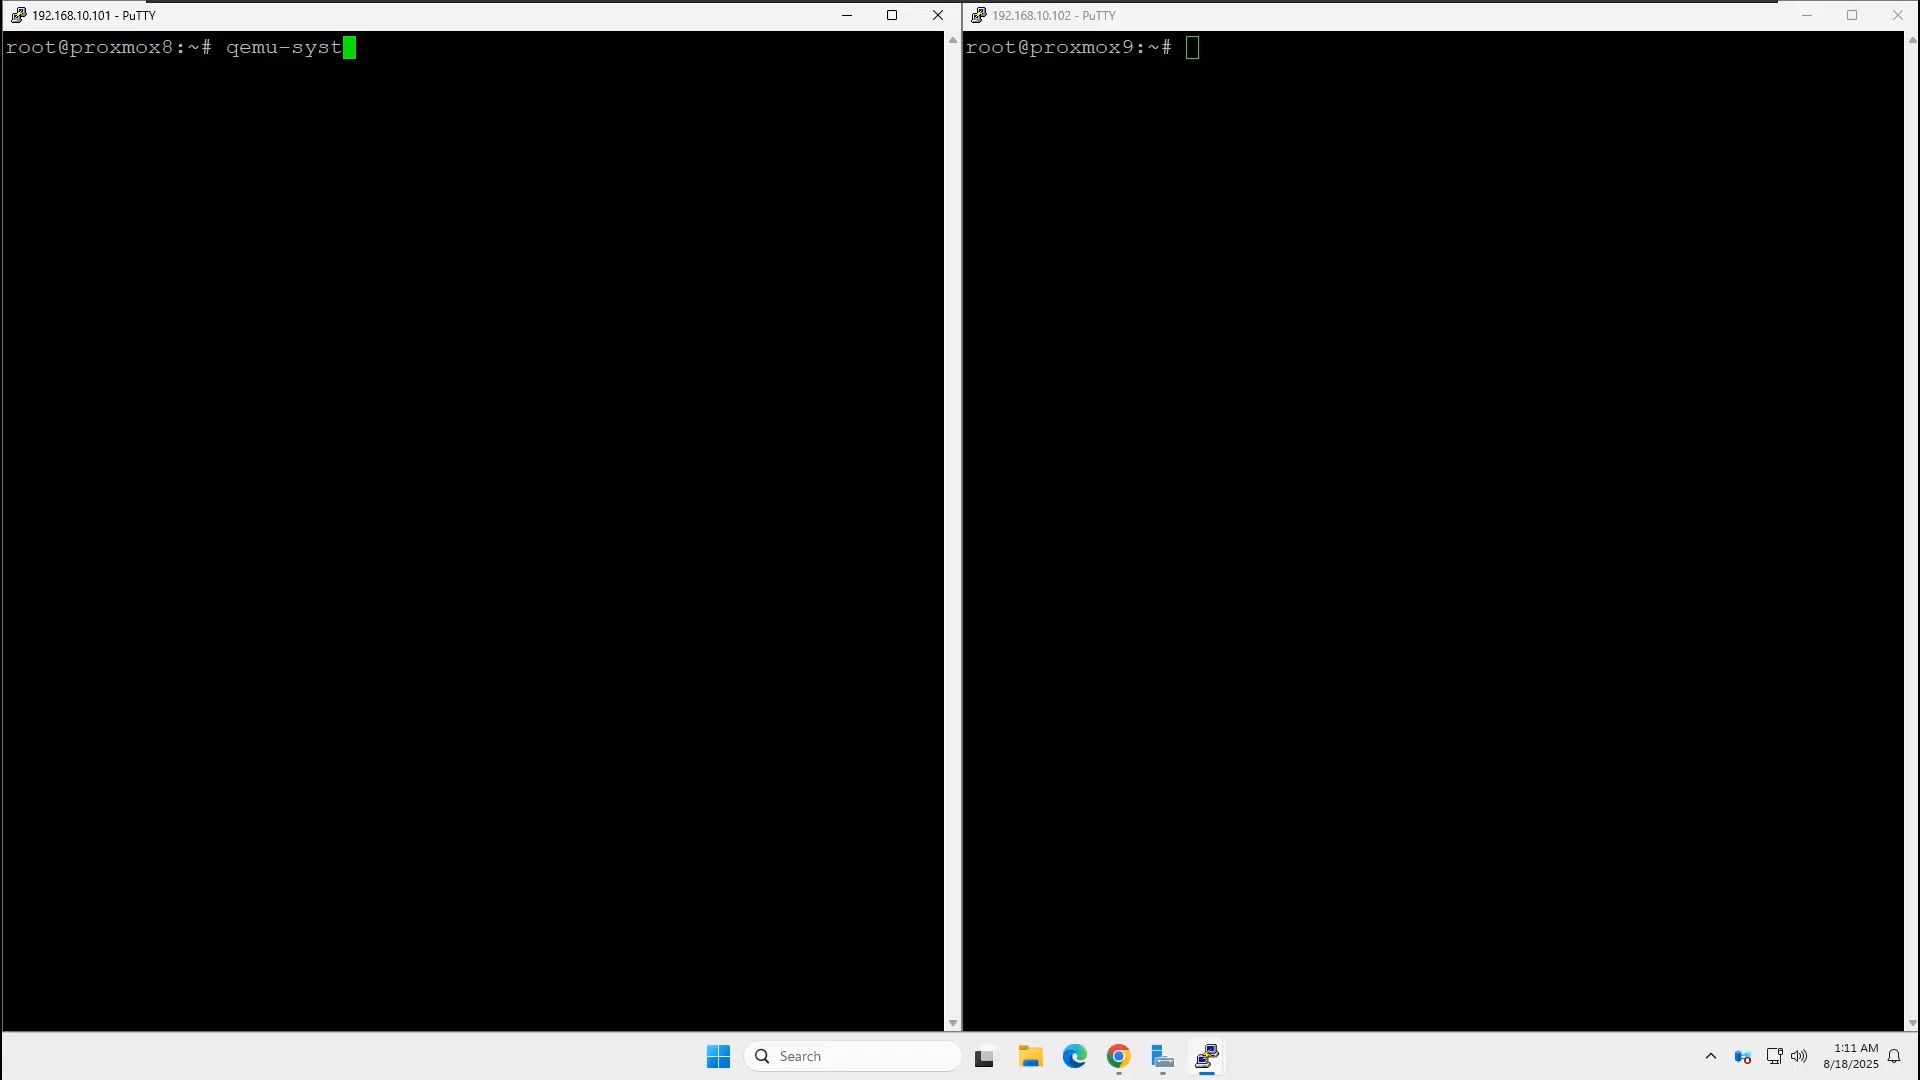 192.168.10.101 - PuTTY
root@proxmox8:~# qemu-syst
192.168.10.102 - PuTTY
root@proxmox9:~#
Search
1:11 AM
8/18/2025